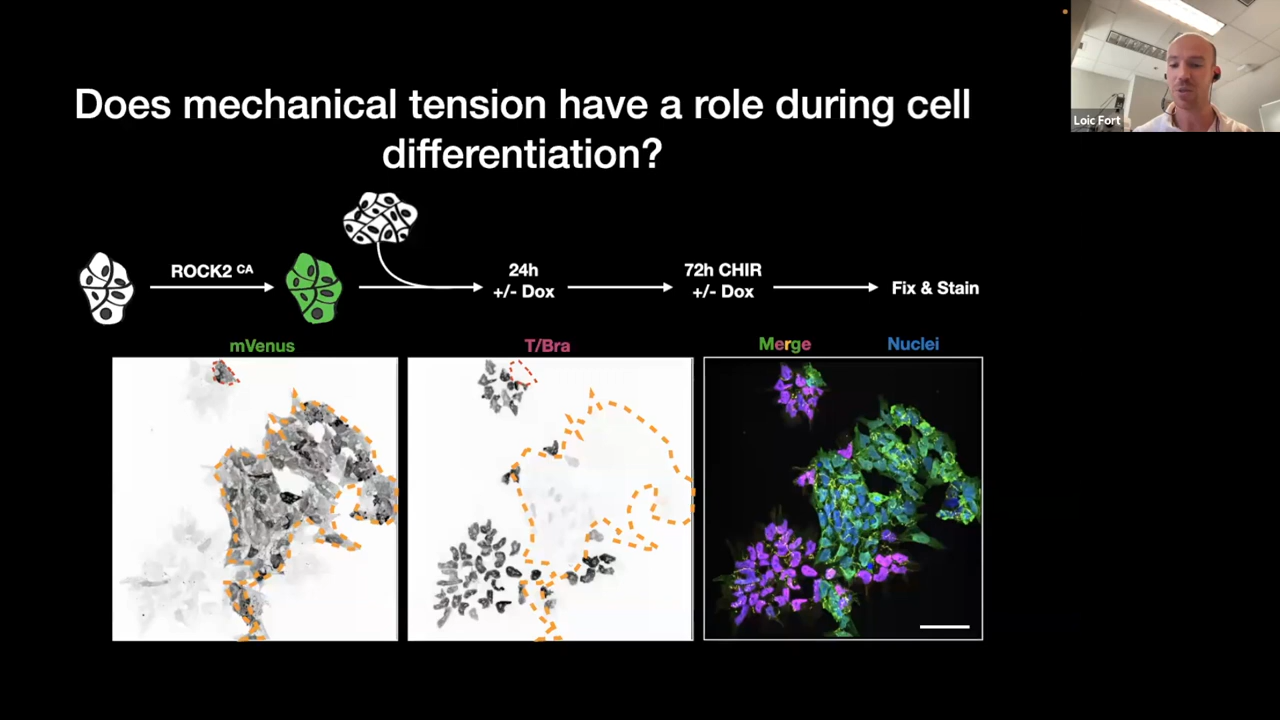 Does mechanical tension have a role during cell
differentiation?
Loic Fort
ROCK2 CA
24h
+/- Dox
72h CHIR
+/- Dox
Fix & Stain
mVenus
T/Bra
Merge
Nuclei